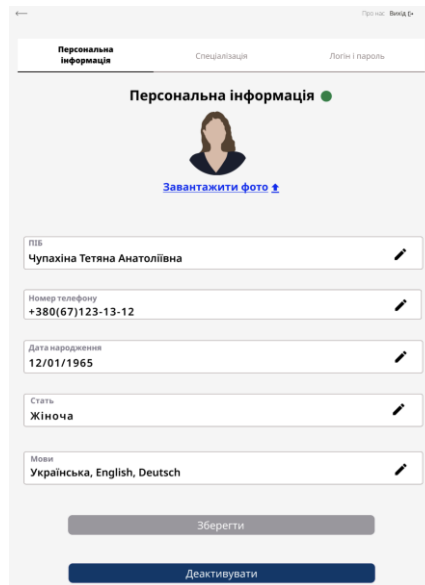 Про нас Вихід
Персональна
інформація
Спеціалізація
Логін і пароль
Персональна інформація
Завантажити фото
ПІБ
Чупахіна Тетяна Анатоліївна
Номер телефону
+380(67)123-13-12
Дата народження
12/01/1965
Стать
Жіноча
Мови
Українська, English, Deutsch
Зберегти
Деактивувати